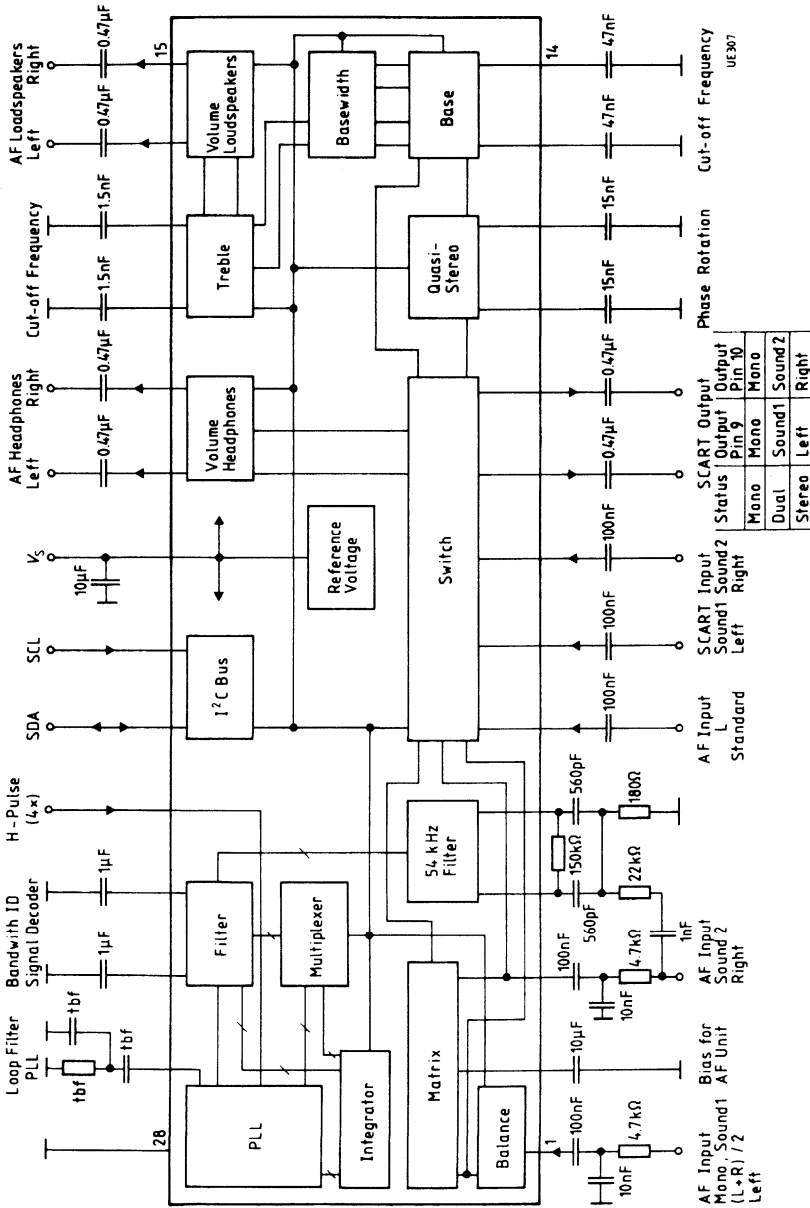 Loop Filter
PLL
tbf
tbf
tbf
Bandwith ID
Signal Decoder
1µF
1µF
H-Pulse
(4×)
SDA
SCL
VS
10µF
AF Headphones
Left
Right
0.47µF
0.47µF
Cut-off Frequency
1.5nF
1.5nF
AF Loadspeakers
Left
Right
0.47µF
0.47µF
28
15
PLL
Filter
Multiplexer
Integrator
I²C Bus
Reference
Voltage
Volume
Headphones
Treble
Volume
Loudspeakers
Basewidth
Matrix
Balance
54 kHz
Filter
Switch
Quasi-
Stereo
Base
1
14
100nF
10nF
4.7kΩ
10µF
100nF
10nF
4.7kΩ
1nF
560pF
150kΩ
560pF
22kΩ
180Ω
100nF
100nF
100nF
0.47µF
0.47µF
15nF
15nF
47nF
47nF
AF Input
Mono, Sound1
(L+R) / 2
Left
Bias for
AF Unit
AF Input
Sound 2
Right
AF Input
L
Standard
SCART Input
Sound1 Sound2
Left Right
SCART Output
Phase Rotation
Cut-off Frequency
Status Output Pin 9 Output Pin 10
Mono Mono Mono
Dual Sound1 Sound2
Stereo Left Right
UE307